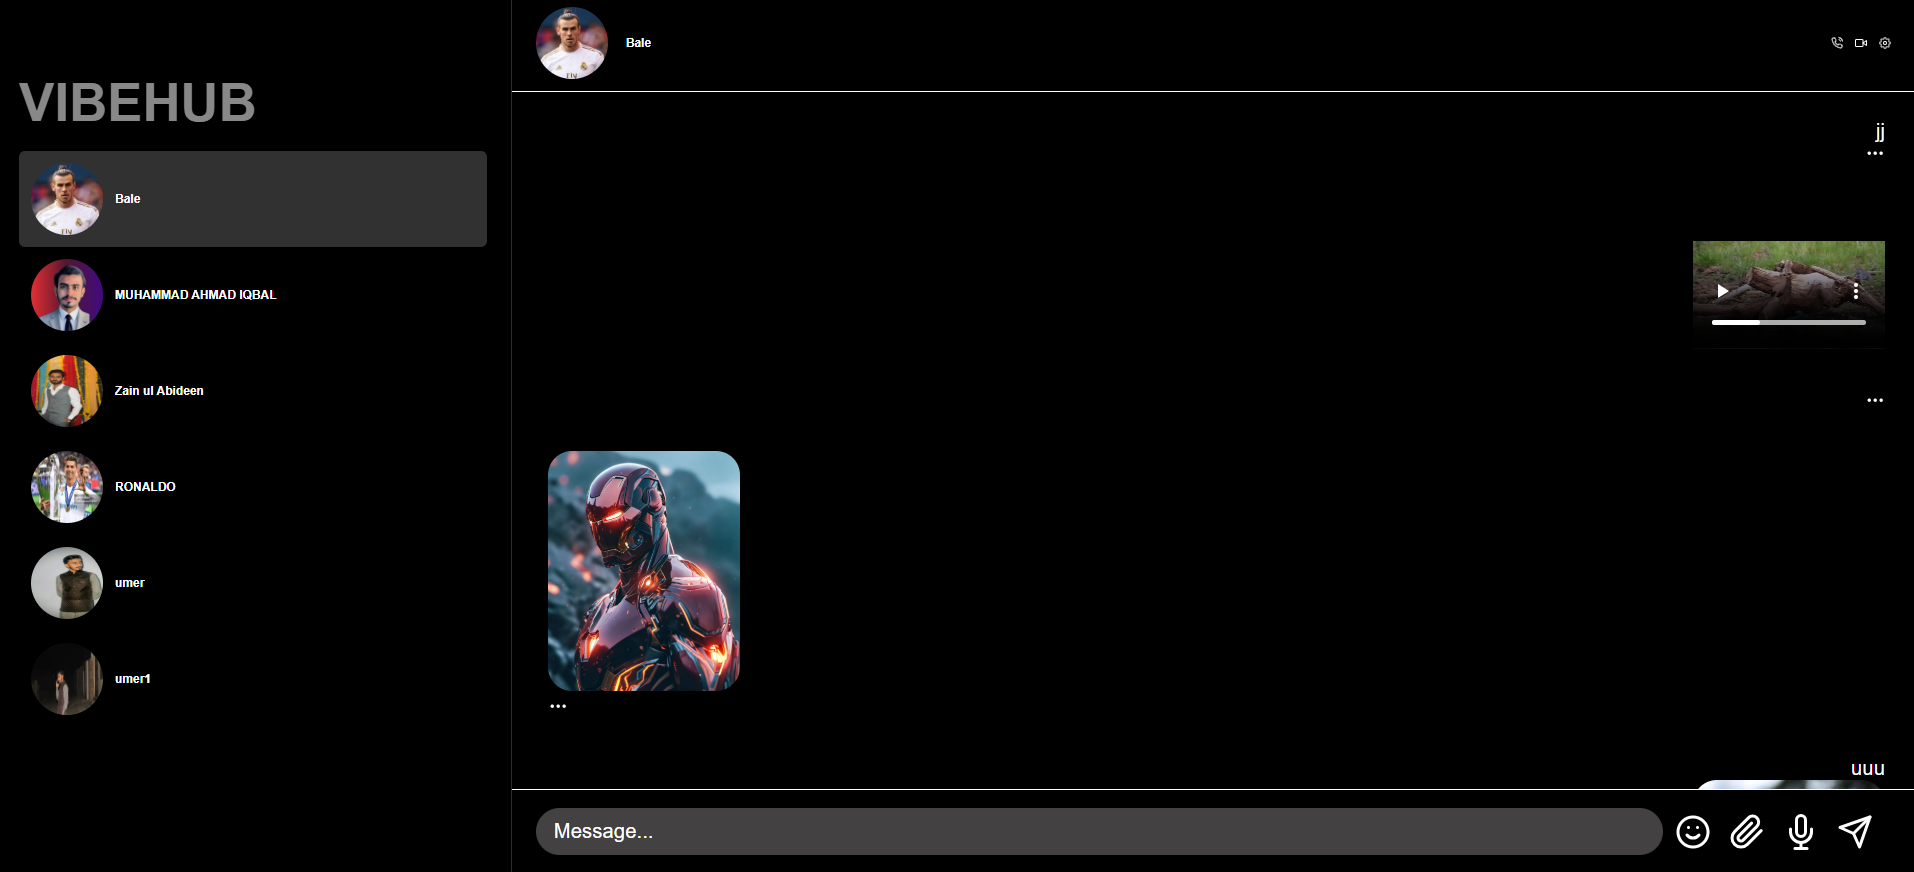 VIBEHUB
Bale
MUHAMMAD AHMAD IQBAL
Zain ul Abideen
RONALDO
umer
umer1
Bale
jj
uuu
Message...